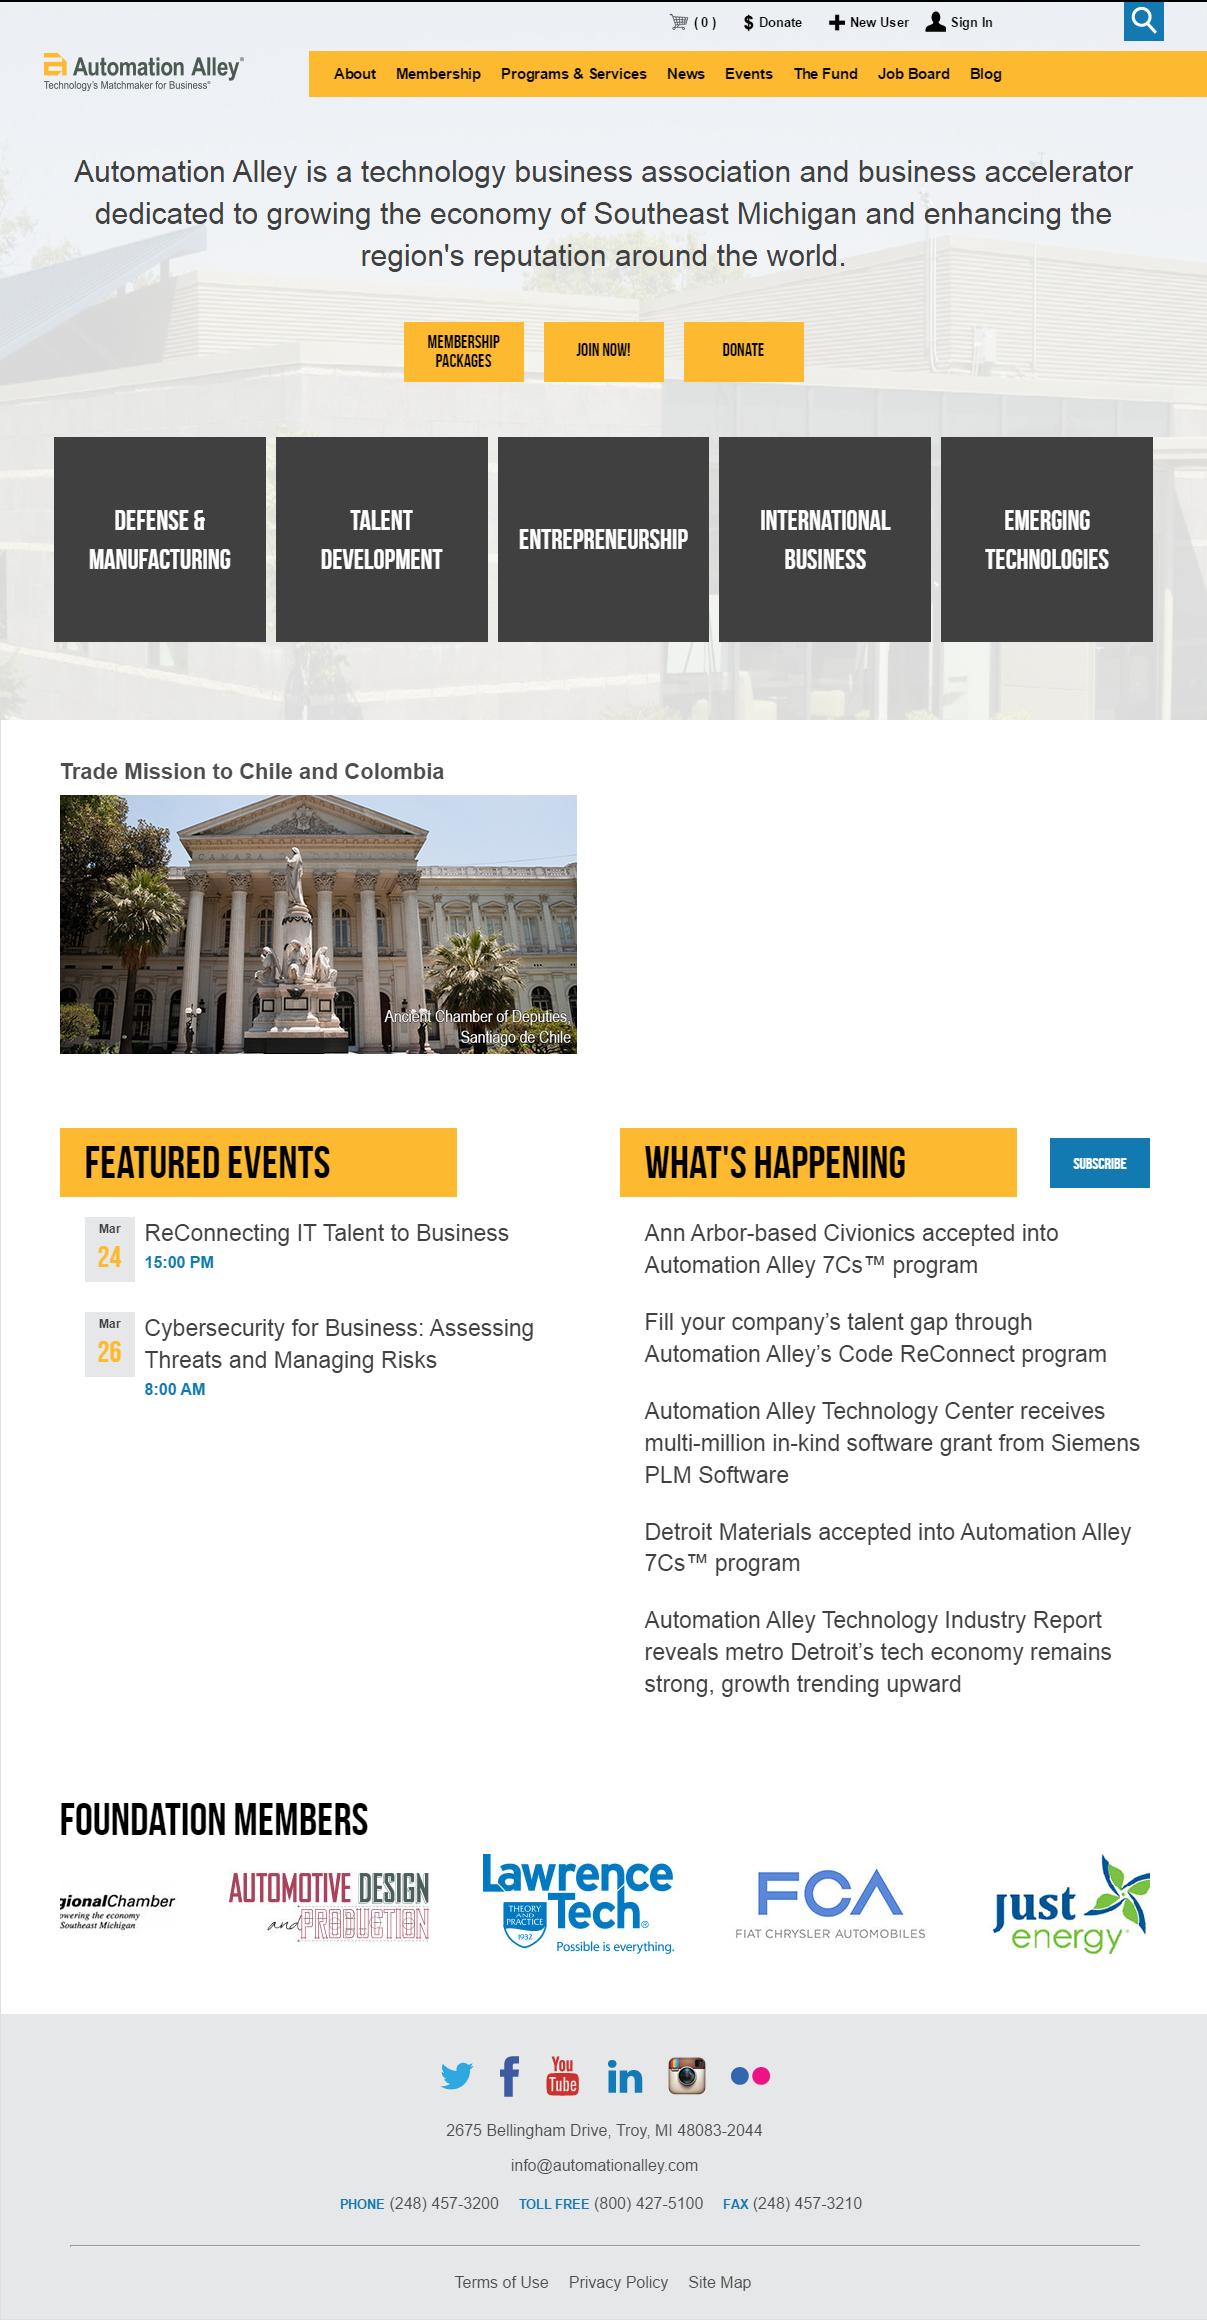 ( 0 ) $ Donate New User Sign In
Automation Alley®
Technology's Matchmaker for Business®
About Membership Programs & Services News Events The Fund Job Board Blog
Automation Alley is a technology business association and business accelerator
dedicated to growing the economy of Southeast Michigan and enhancing the
region's reputation around the world.
MEMBERSHIP
PACKAGES
JOIN NOW!
DONATE
DEFENSE &
MANUFACTURING
TALENT
DEVELOPMENT
ENTREPRENEURSHIP
INTERNATIONAL
BUSINESS
EMERGING
TECHNOLOGIES
Trade Mission to Chile and Colombia
Ancient Chamber of Deputies,
Santiago de Chile
FEATURED EVENTS
Mar
24
ReConnecting IT Talent to Business
15:00 PM
Mar
26
Cybersecurity for Business: Assessing
Threats and Managing Risks
8:00 AM
WHAT'S HAPPENING
SUBSCRIBE
Ann Arbor-based Civionics accepted into
Automation Alley 7Cs™ program
Fill your company’s talent gap through
Automation Alley’s Code ReConnect program
Automation Alley Technology Center receives
multi-million in-kind software grant from Siemens
PLM Software
Detroit Materials accepted into Automation Alley
7Cs™ program
Automation Alley Technology Industry Report
reveals metro Detroit’s tech economy remains
strong, growth trending upward
FOUNDATION MEMBERS
gionalChamber
owering the economy
Southeast Michigan
AUTOMOTIVE DESIGN
and PRODUCTION
Lawrence
Tech®
THEORY
AND
PRACTICE
1932
Possible is everything.
FCA
FIAT CHRYSLER AUTOMOBILES
just
energy®
You
Tube
in
2675 Bellingham Drive, Troy, MI 48083-2044
info@automationalley.com
PHONE (248) 457-3200 TOLL FREE (800) 427-5100 FAX (248) 457-3210
Terms of Use Privacy Policy Site Map